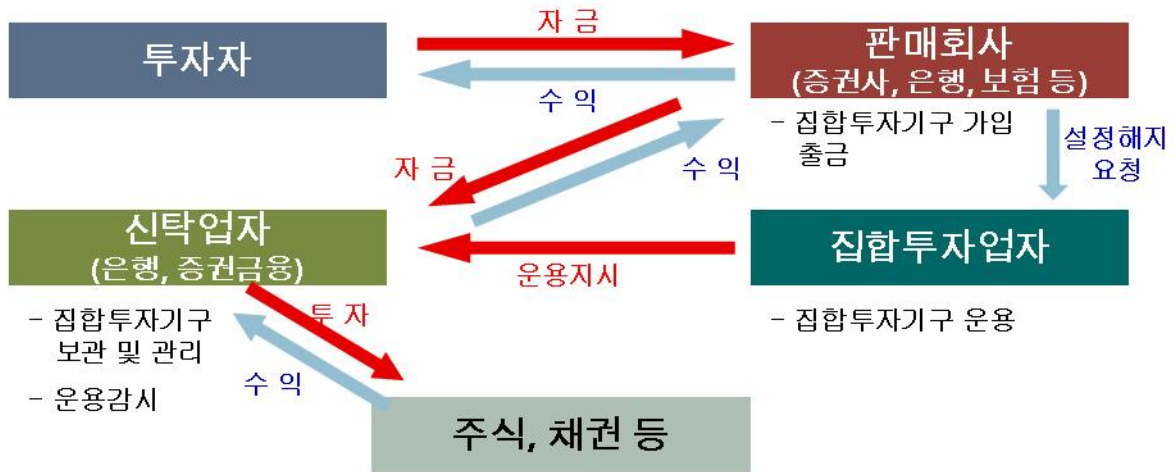 투자자
자 금
수 익
판매회사
(증권사, 은행, 보험 등)
- 집합투자기구 가입
출금
설정해지
요청
자 금
수 익
신탁업자
(은행, 증권금융)
- 집합투자기구
보관 및 관리
- 운용감시
운용지시
집합투자업자
- 집합투자기구 운용
투 자
수 익
주식, 채권 등